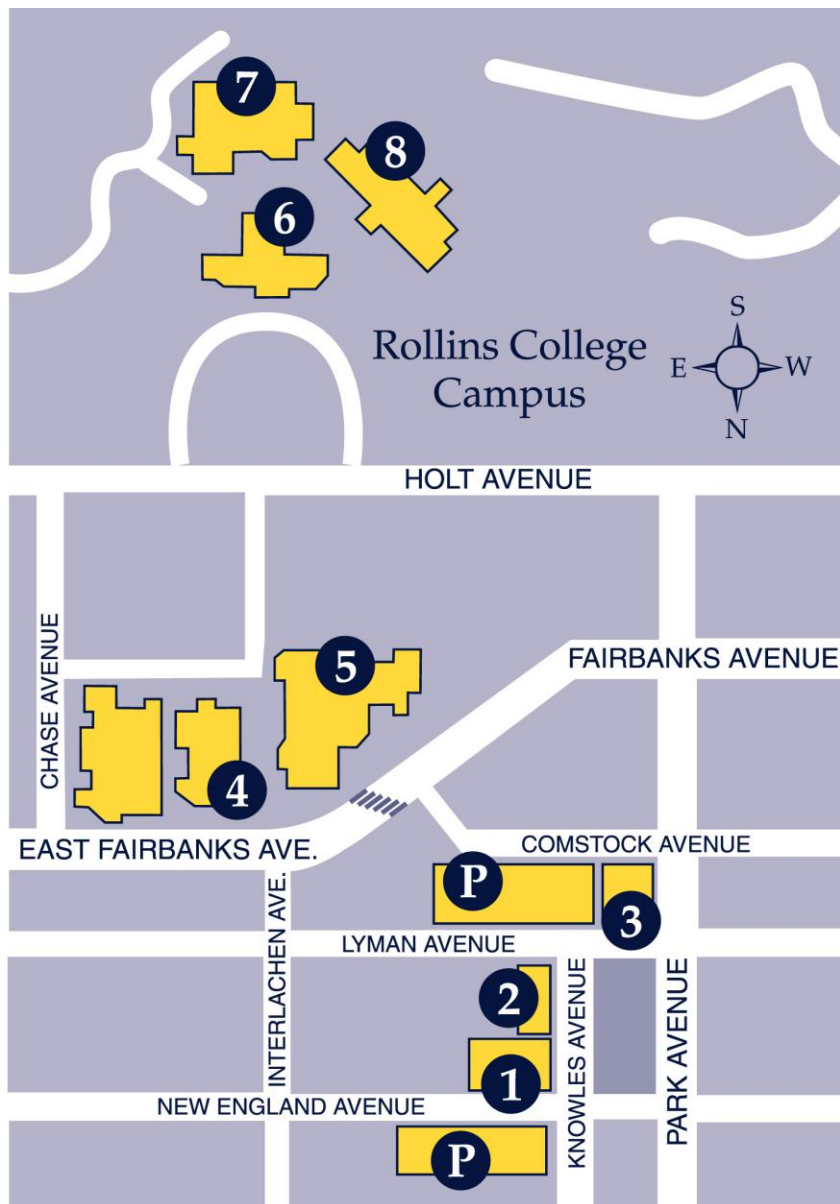 7
8
6
Rollins College
Campus
S
E
W
N
HOLT AVENUE
CHASE AVENUE
5
FAIRBANKS AVENUE
4
EAST FAIRBANKS AVE.
COMSTOCK AVENUE
P
3
INTERLACHEN AVE.
LYMAN AVENUE
2
KNOWLES AVENUE
PARK AVENUE
1
NEW ENGLAND AVENUE
P